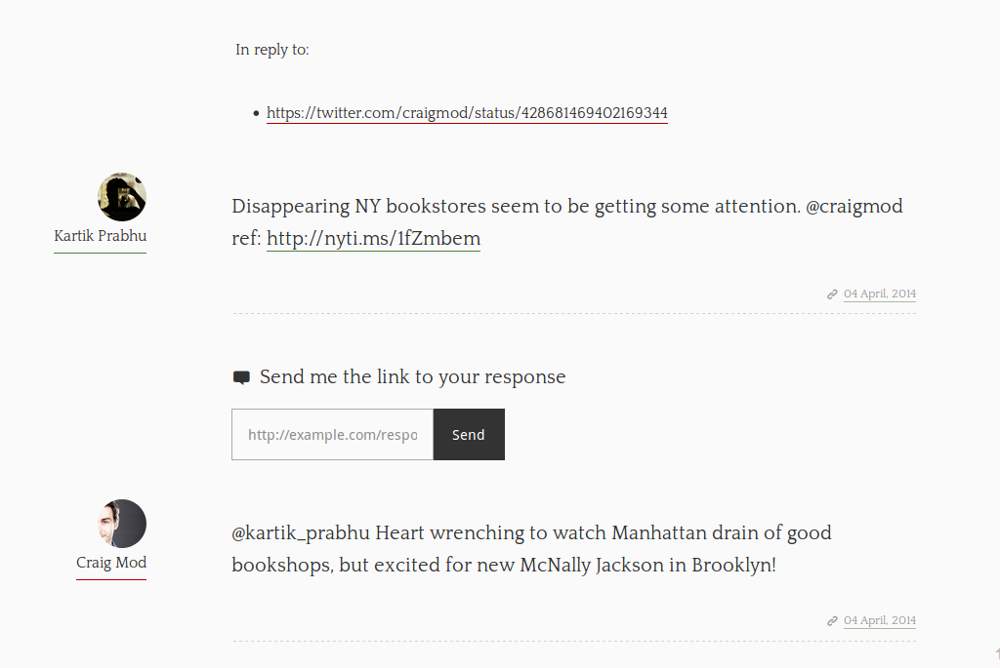 In reply to:
https://twitter.com/craigmod/status/428681469402169344
Kartik Prabhu
Disappearing NY bookstores seem to be getting some attention. @craigmod
ref: http://nyti.ms/1fZmbem
04 April, 2014
Send me the link to your response
http://example.com/respo
Send
Craig Mod
@kartik_prabhu Heart wrenching to watch Manhattan drain of good
bookshops, but excited for new McNally Jackson in Brooklyn!
04 April, 2014